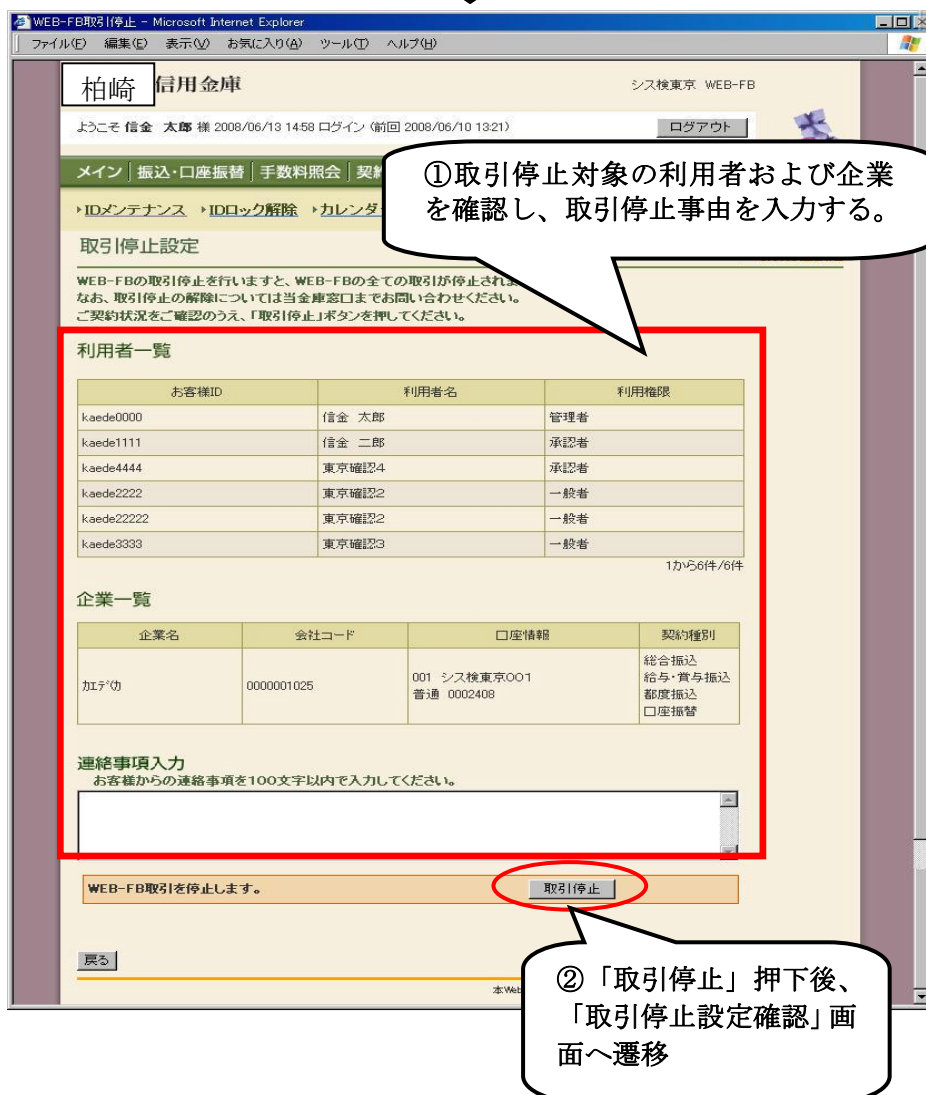 WEB-FB取引停止 - Microsoft Internet Explorer
ファイル(F) 編集(E) 表示(V) お気に入り(A) ツール(T) ヘルプ(H)
柏崎 信用金庫
シス検東京 WEB-FB
ようこそ 信金 太郎 様 2008/06/13 14:58 ログイン (前回 2008/06/10 13:21)
ログアウト
メイン 振込・口座振替 手数料照会
①取引停止対象の利用者および企業
を確認し、取引停止事由を入力する。
IDメンテナンス IDロック解除
取引停止設定
WEB-FBの取引停止を行いますと、WEB-FBの全ての取引が停止され
なお、取引停止の解除については当金庫窓口までお問い合わせください。
ご契約状況をご確認のうえ、「取引停止」ボタンを押してください。
利用者一覧
お客様ID 利用者名 利用権限
kaede0000 信金 太郎 管理者
kaede1111 信金 二郎 承認者
kaede4444 東京確認4 承認者
kaede2222 東京確認2 一般者
kaede22222 東京確認2 一般者
kaede3333 東京確認3 一般者
1から6件/6件
企業一覧
企業名 会社コード 口座情報 契約種別
カエデ(カ 0000001025 001 シス検東京001 普通 0002408
総合振込
給与・賞与振込
都度振込
口座振替
連絡事項入力
お客様からの連絡事項を100文字以内で入力してください。
WEB-FB取引を停止します。 取引停止
戻る
本Web
②「取引停止」押下後、
「取引停止設定確認」画
面へ遷移